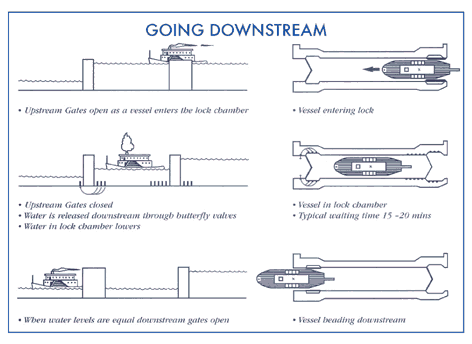 GOING DOWNSTREAM
• Upstream Gates open as a vessel enters the lock chamber
• Vessel entering lock
• Upstream Gates closed
• Water is released downstream through butterfly valves
• Water in lock chamber lowers
• Vessel in lock chamber
• Typical waiting time 15 -20 mins
• When water levels are equal downstream gates open
• Vessel heading downstream